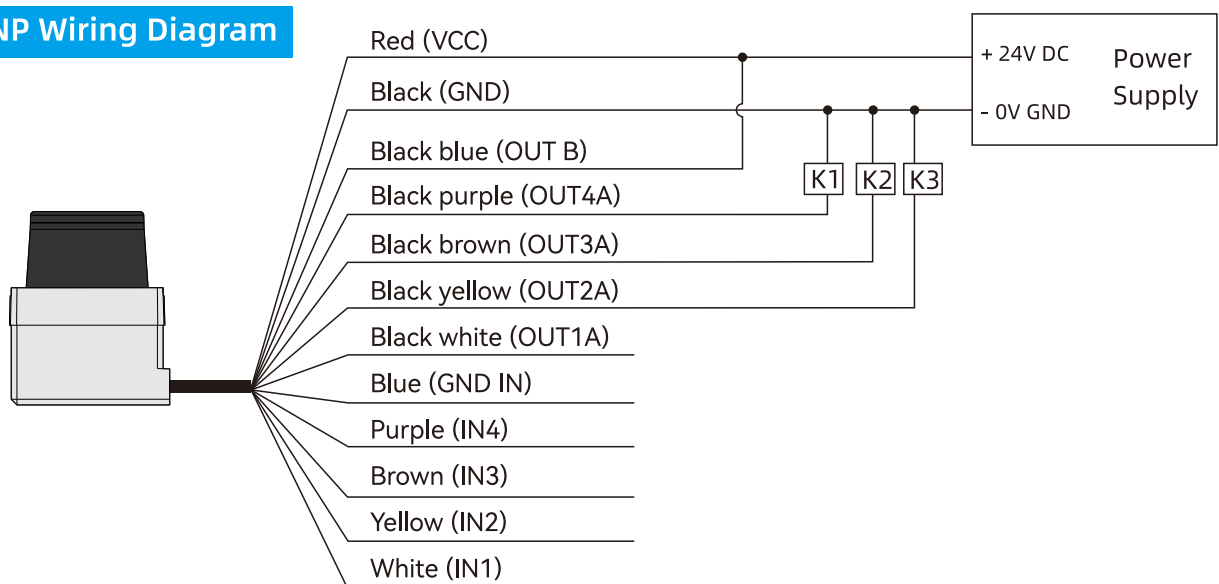 NP Wiring Diagram
Red (VCC)
+ 24V DC
Power
Supply
Black (GND)
- 0V GND
Black blue (OUT B)
K1
K2
K3
Black purple (OUT4A)
Black brown (OUT3A)
Black yellow (OUT2A)
Black white (OUT1A)
Blue (GND IN)
Purple (IN4)
Brown (IN3)
Yellow (IN2)
White (IN1)